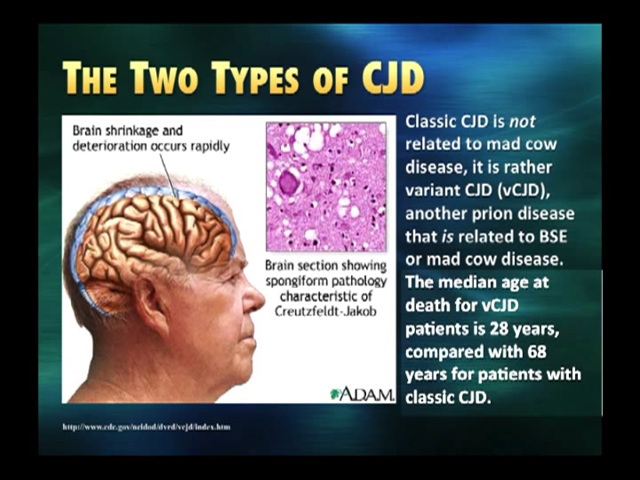 THE TWO TYPES OF CJD
Brain shrinkage and
deterioration occurs rapidly
Brain section showing
spongiform pathology
characteristic of
Creutzfeldt-Jakob
ADAM
Classic CJD is not
related to mad cow
disease, it is rather
variant CJD (vCJD),
another prion disease
that is related to BSE
or mad cow disease.
The median age at
death for vCJD
patients is 28 years,
compared with 68
years for patients with
classic CJD.
http://www.cdc.gov/ncidod/dvrd/vcjd/index.htm